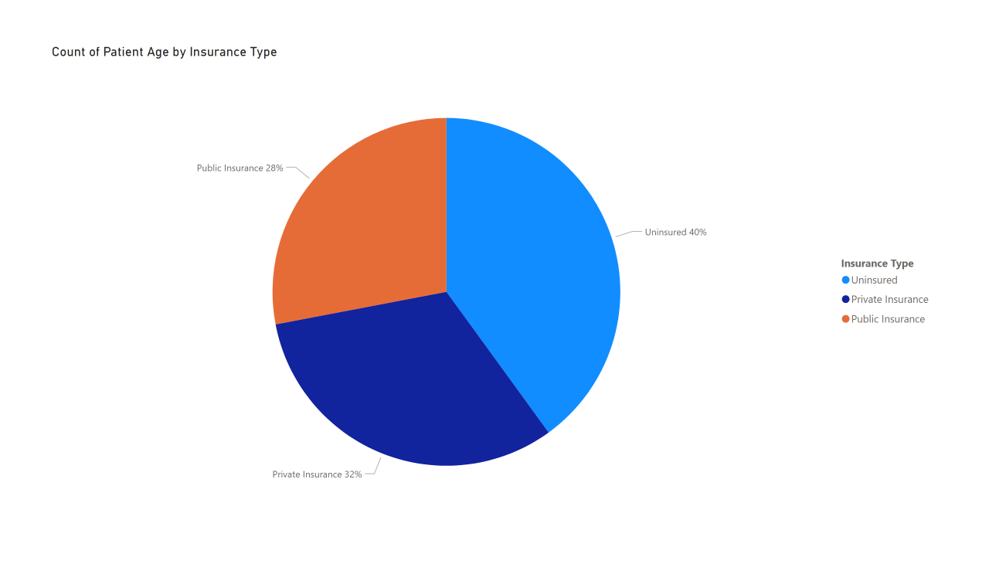 Count of Patient Age by Insurance Type
Public Insurance 28%
Uninsured 40%
Private Insurance 32%
Insurance Type
Uninsured
Private Insurance
Public Insurance